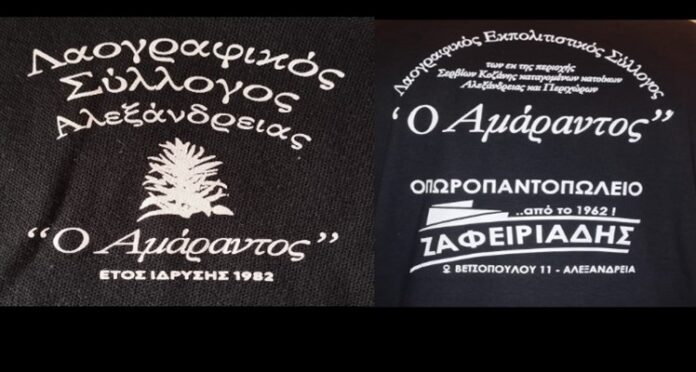 Λαογραφικός
Σύλλογος
Αλεξάνδρειας
“Ο Αμάραντος”
ΕΤΟΣ ΙΔΡΥΣΗΣ 1982
Λαογραφικός Εκπολιτιστικός Σύλλογος
των εκ της περιοχής
Σερβίων Κοζάνης καταγομένων κατοίκων
Αλεξάνδρειας και Περιχώρων
‘Ο Αμάραντος”
ΟΠΩΡΟΠΑΝΤΟΠΩΛΕΙΟ
..από το 1962 !
ΖΑΦΕΙΡΙΑΔΗΣ
ΒΕΤΣΟΠΟΥΛΟΥ 11 - ΑΛΕΞΑΝΔΡΕΙΑ